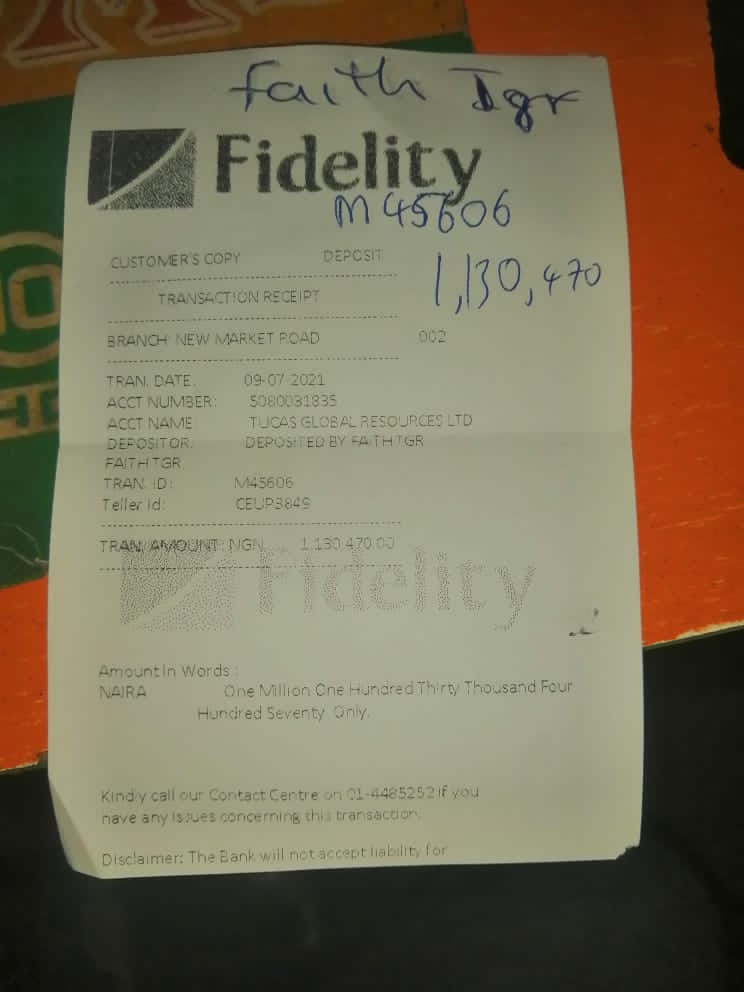 Faith Igr
Fidelity
M45606
CUSTOMER'S COPY DEPOSIT
1,130,470
TRANSACTION RECEIPT
BRANCH: NEW MARKET ROAD 002
TRAN. DATE: 09-07-2021
ACCT NUMBER: 5080031835
ACCT NAME: TUCAS GLOBAL RESOURCES LTD
DEPOSITOR: DEPOSITED BY FAITH TGR
FAITH TGR
TRAN. ID: M45606
Teller Id: CEUP3849
TRAN. AMOUNT: NGN 1,130,470.00
Fidelity
Amount in Words :
NAIRA One Million One Hundred Thirty Thousand Four
Hundred Seventy Only.
Kindly call our Contact Centre on 01-4485252 if you
have any issues concerning this transaction.
Disclaimer: The Bank will not accept liability for